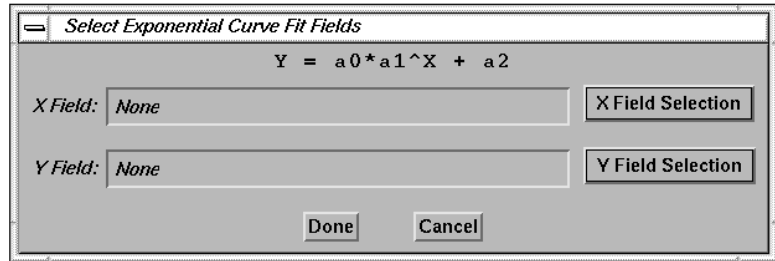 Select Exponential Curve Fit Fields
Y = a0*a1^X + a2
X Field: None X Field Selection
Y Field: None Y Field Selection
Done Cancel